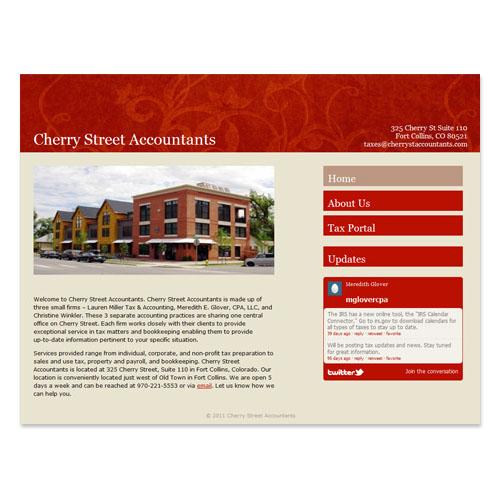 Cherry Street Accountants
325 Cherry St Suite 110
Fort Collins, CO 80521
taxes@cherrystaccountants.com
Home
About Us
Tax Portal
Updates
Meredith Glover
mglovercpa
The IRS has a new online tool, the "IRS Calendar
Connector." Go to irs.gov to download calendars for
all types of taxes to stay up to date.
39 days ago · reply · retweet · favorite
Will be posting tax updates and news. Stay tuned
for great information.
95 days ago · reply · retweet · favorite
twitter
Join the conversation
Welcome to Cherry Street Accountants. Cherry Street Accountants is made up of
three small firms – Lauren Miller Tax & Accounting, Meredith E. Glover, CPA, LLC, and
Christine Winkler. These 3 separate accounting practices are sharing one central
office on Cherry Street. Each firm works closely with their clients to provide
exceptional service in tax matters and bookkeeping enabling them to provide
up-to-date information pertinent to your specific situation.
Services provided range from individual, corporate, and non-profit tax preparation to
sales and use tax, payroll, and bookkeeping. Cherry Street
Accountants is located at 325 Cherry Street, Suite 110 in Fort Collins, Colorado. Our
location is conveniently located just west of Old Town in Fort Collins. We are open 5
days a week and can be reached at 970-221-5533 or via email. Let us know how we
can help you.
© 2011 Cherry Street Accountants